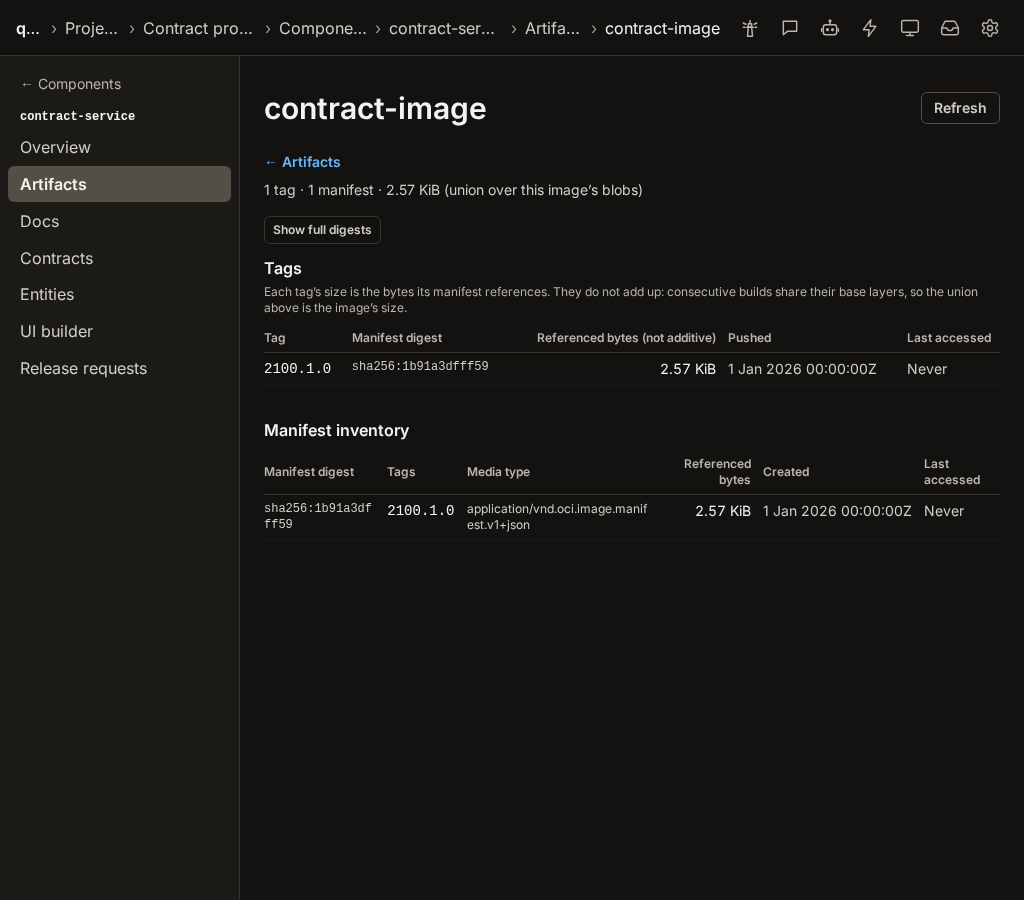 q... › Proje... › Contract pro... › Compone... › contract-ser... › Artifa... › contract-image
← Components
contract-service
Overview
Artifacts
Docs
Contracts
Entities
UI builder
Release requests
contract-image
Refresh
← Artifacts
1 tag · 1 manifest · 2.57 KiB (union over this image’s blobs)
Show full digests
Tags
Each tag’s size is the bytes its manifest references. They do not add up: consecutive builds share their base layers, so the union
above is the image’s size.
Tag Manifest digest Referenced bytes (not additive) Pushed Last accessed
2100.1.0 sha256:1b91a3dfff59 2.57 KiB 1 Jan 2026 00:00:00Z Never
Manifest inventory
Manifest digest Tags Media type Referenced bytes Created Last accessed
sha256:1b91a3df 2100.1.0 application/vnd.oci.image.manif 2.57 KiB 1 Jan 2026 00:00:00Z Never
ff59 est.v1+json